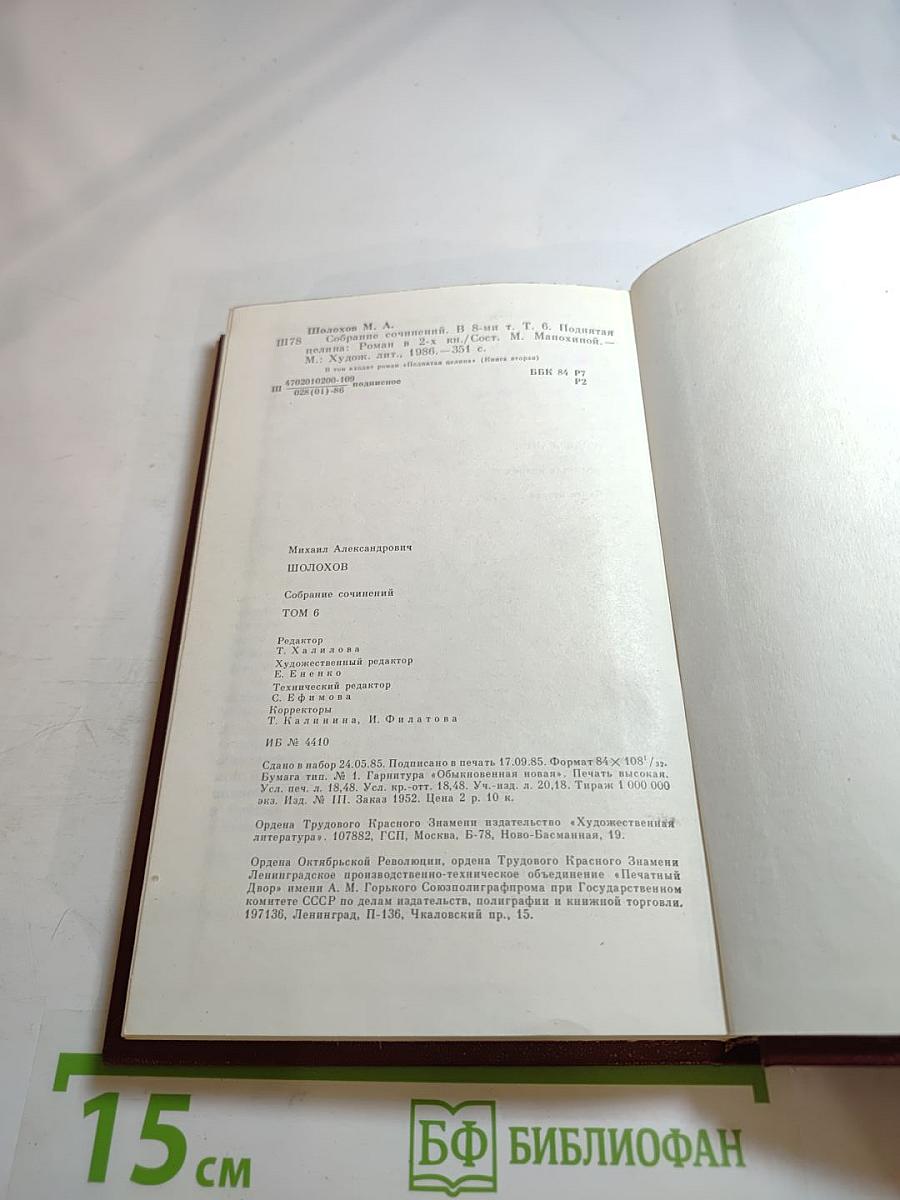 Шолохов М. А.
Ш78 Собрание сочинений. В 8-ми т. Т. 6. Поднятая
целина: Роман в 2-х кн./Сост. М. Манохиной.—
М.: Худож. лит., 1986.—351 с.
В том входит роман «Поднятая целина» (Книга вторая)
Ш 4702010200-109 подписное
028(01)-86
ББК 84 Р7
Р2
Михаил Александрович
ШОЛОХОВ
Собрание сочинений
ТОМ 6
Редактор
Т. Халилова
Художественный редактор
Е. Ененко
Технический редактор
С. Ефимова
Корректоры
Т. Калинина, И. Филатова
ИБ № 4410
Сдано в набор 24.05.85. Подписано в печать 17.09.85. Формат 84×108¹/₃₂.
Бумага тип. № 1. Гарнитура «Обыкновенная новая». Печать высокая.
Усл. печ. л. 18,48. Усл. кр.-отт. 18,48. Уч.-изд. л. 20,18. Тираж 1 000 000
экз. Изд. № III. Заказ 1952. Цена 2 р. 10 к.
Ордена Трудового Красного Знамени издательство «Художественная
литература». 107882, ГСП, Москва, Б-78, Ново-Басманная, 19.
Ордена Октябрьской Революции, ордена Трудового Красного Знамени
Ленинградское производственно-техническое объединение «Печатный
Двор» имени А. М. Горького Союзполиграфпрома при Государственном
комитете СССР по делам издательств, полиграфии и книжной торговли.
197136, Ленинград, П-136, Чкаловский пр., 15.
15 см
БФ БИБЛИОФАН